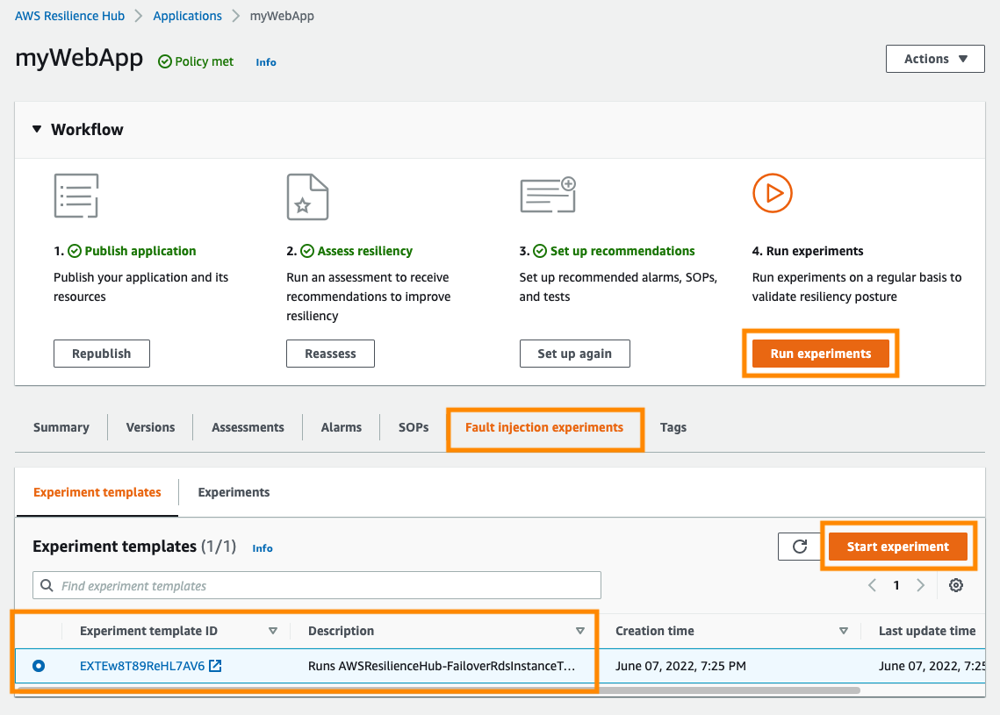 AWS Resilience Hub > Applications > myWebApp
myWebApp Policy met Info
Actions
Workflow
1. Publish application
Publish your application and its
resources
Republish
2. Assess resiliency
Run an assessment to receive
recommendations to improve
resiliency
Reassess
3. Set up recommendations
Set up recommended alarms, SOPs,
and tests
Set up again
4. Run experiments
Run experiments on a regular basis to
validate resiliency posture
Run experiments
Summary Versions Assessments Alarms SOPs Fault injection experiments Tags
Experiment templates Experiments
Experiment templates (1/1) Info
Start experiment
Find experiment templates
1
Experiment template ID Description Creation time Last update time
EXTEw8T89ReHL7AV6 Runs AWSResilienceHub-FailoverRdsInstanceT... June 07, 2022, 7:25 PM June 07, 2022, 7:25